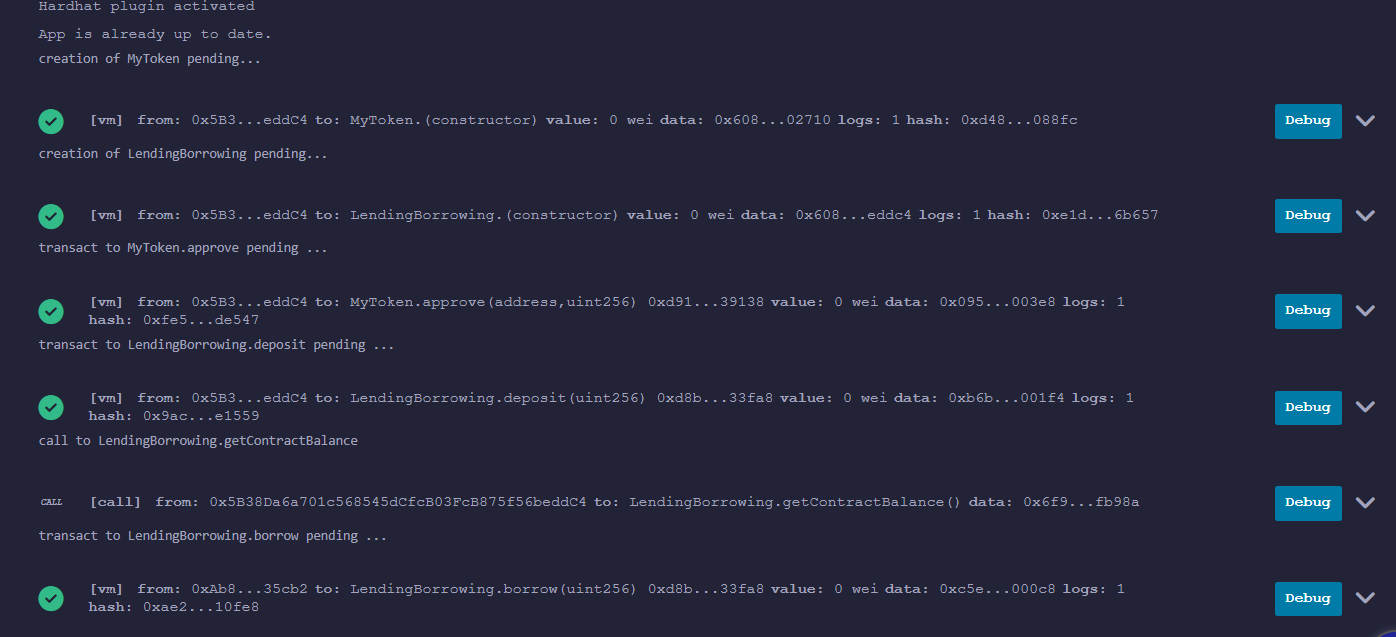 Hardhat plugin activated
App is already up to date.
creation of MyToken pending...
[vm] from: 0x5B3...eddC4 to: MyToken.(constructor) value: 0 wei data: 0x608...02710 logs: 1 hash: 0xd48...088fc
Debug
creation of LendingBorrowing pending...
[vm] from: 0x5B3...eddC4 to: LendingBorrowing.(constructor) value: 0 wei data: 0x608...eddc4 logs: 1 hash: 0xe1d...6b657
Debug
transact to MyToken.approve pending ...
[vm] from: 0x5B3...eddC4 to: MyToken.approve(address,uint256) 0xd91...39138 value: 0 wei data: 0x095...003e8 logs: 1
hash: 0xfe5...de547
Debug
transact to LendingBorrowing.deposit pending ...
[vm] from: 0x5B3...eddC4 to: LendingBorrowing.deposit(uint256) 0xd8b...33fa8 value: 0 wei data: 0xb6b...001f4 logs: 1
hash: 0x9ac...e1559
Debug
call to LendingBorrowing.getContractBalance
CALL [call] from: 0x5B38Da6a701c568545dCfcB03FcB875f56beddC4 to: LendingBorrowing.getContractBalance() data: 0x6f9...fb98a
Debug
transact to LendingBorrowing.borrow pending ...
[vm] from: 0xAb8...35cb2 to: LendingBorrowing.borrow(uint256) 0xd8b...33fa8 value: 0 wei data: 0xc5e...000c8 logs: 1
hash: 0xae2...10fe8
Debug